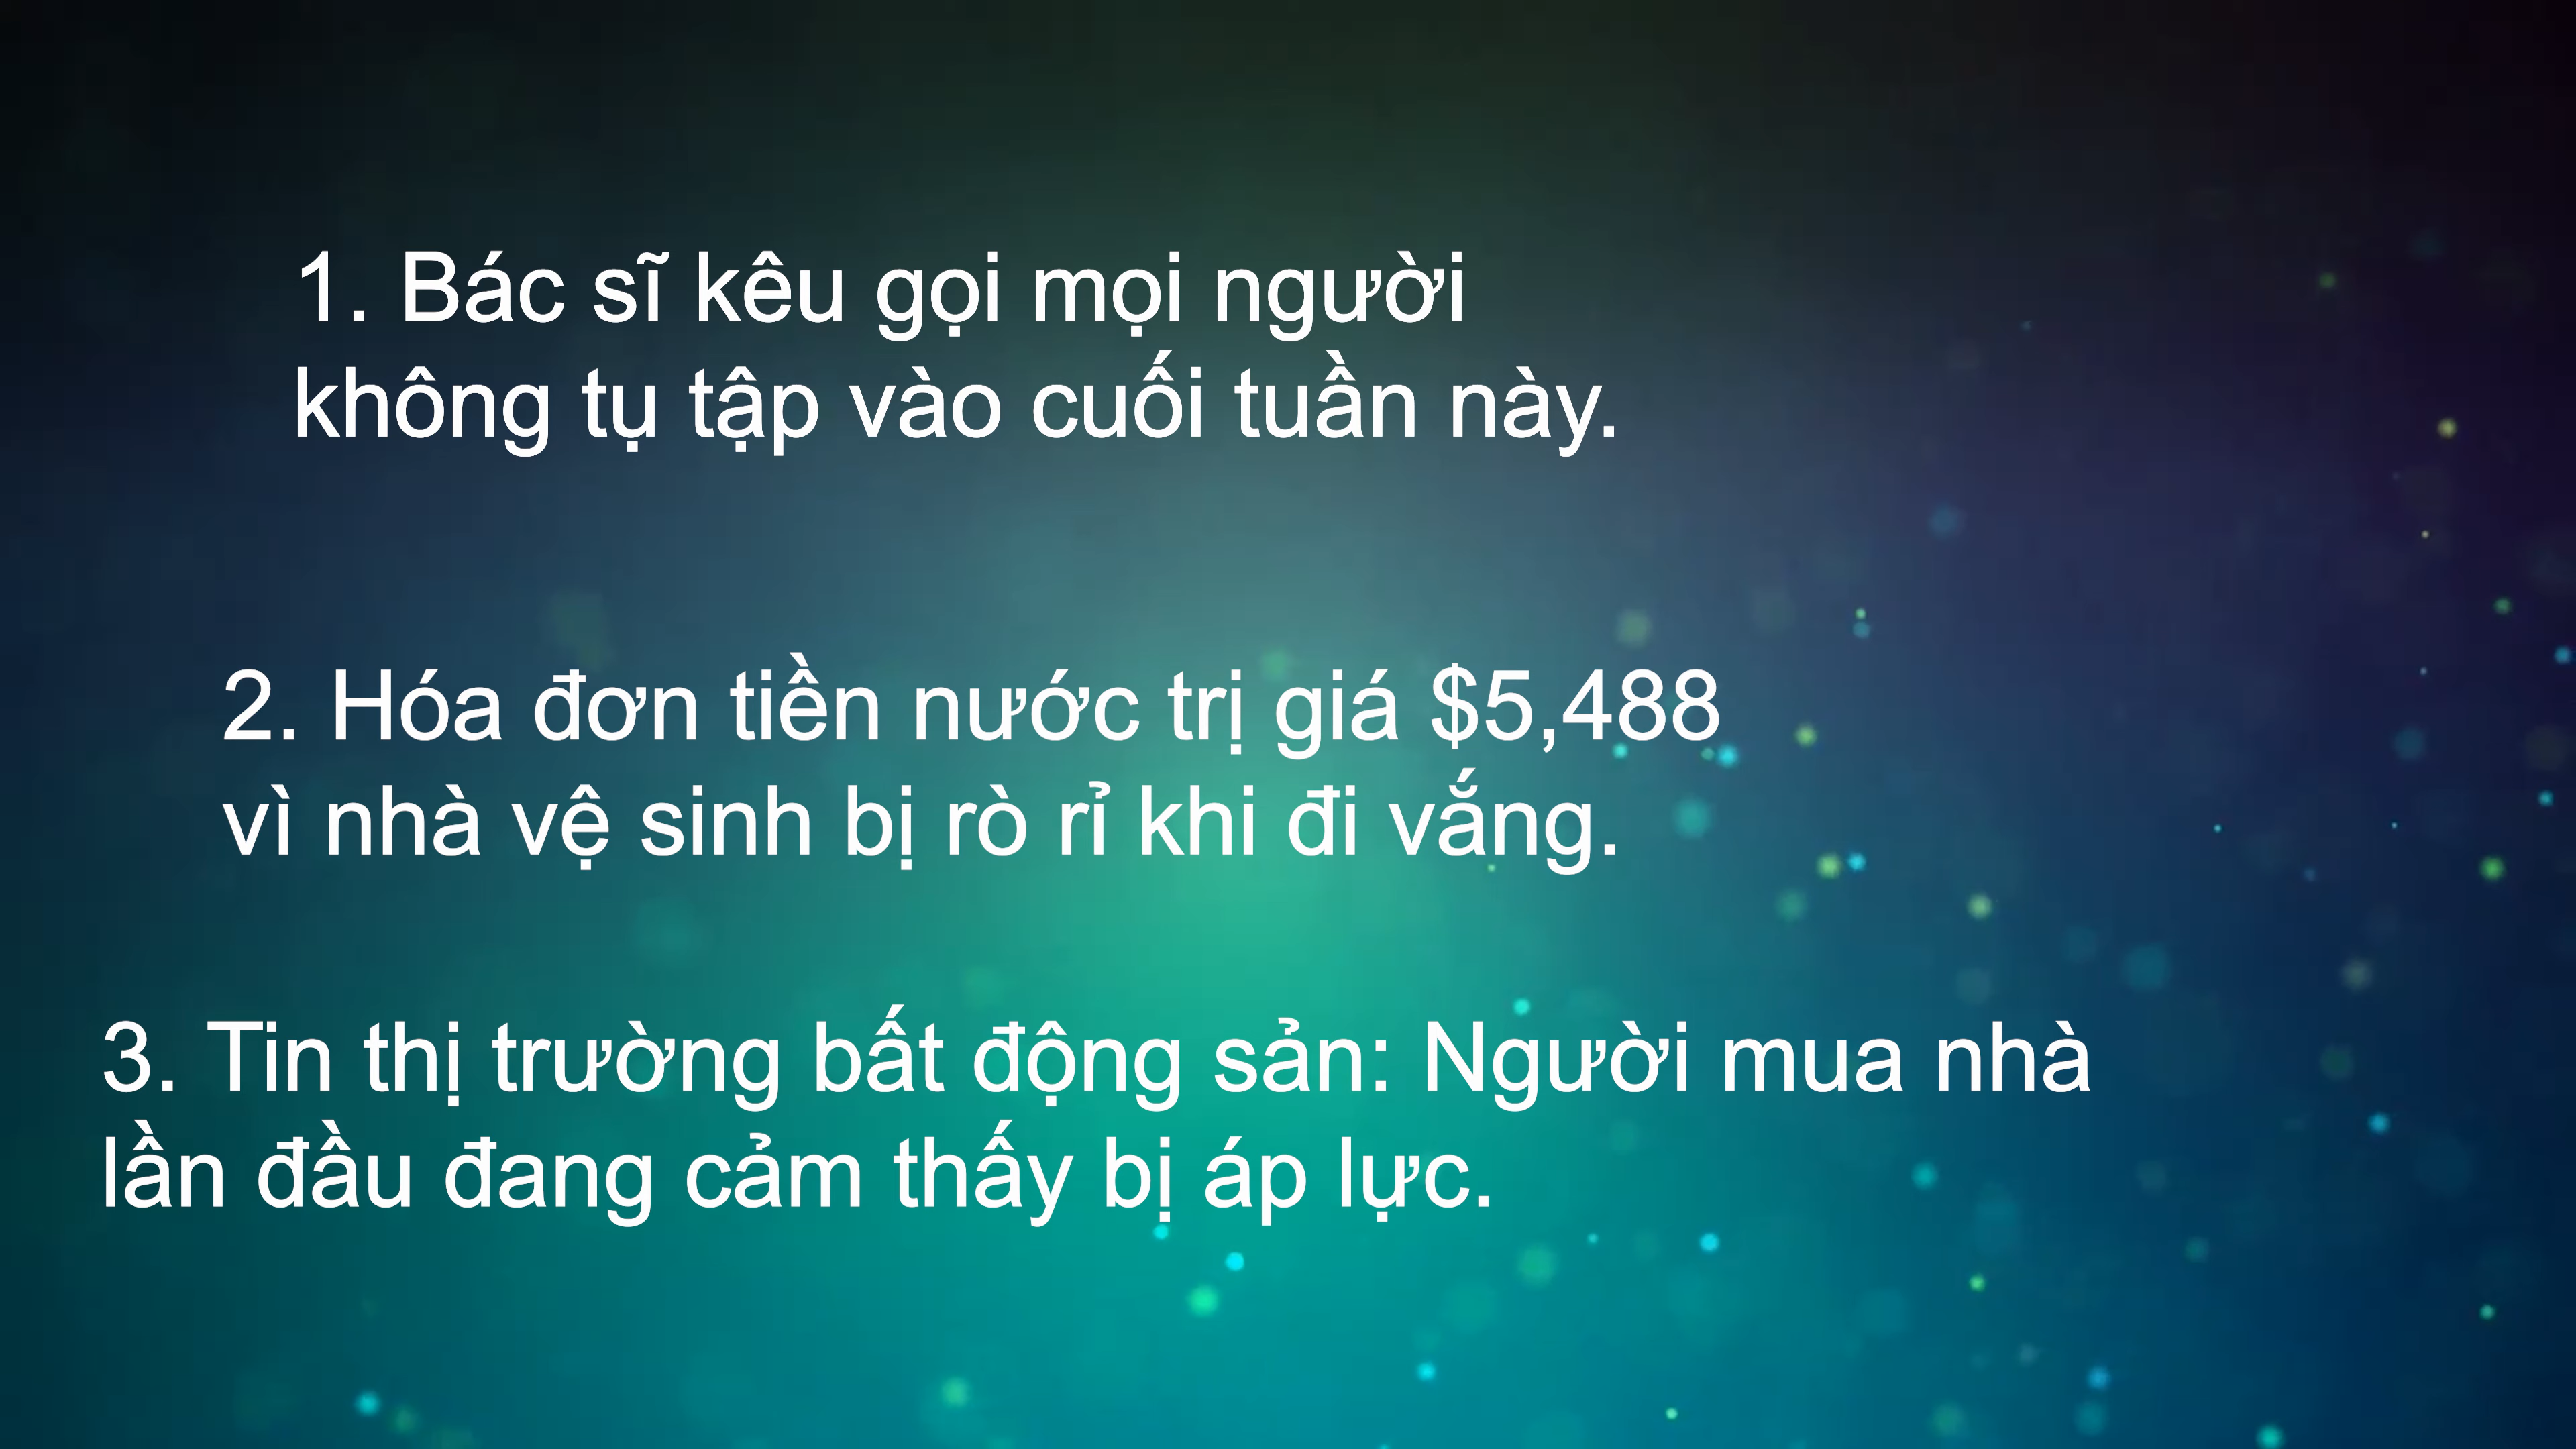 1. Bác sĩ kêu gọi mọi người
không tụ tập vào cuối tuần này.
2. Hóa đơn tiền nước trị giá $5,488
vì nhà vệ sinh bị rò rỉ khi đi vắng.
3. Tin thị trường bất động sản: Người mua nhà
lần đầu đang cảm thấy bị áp lực.